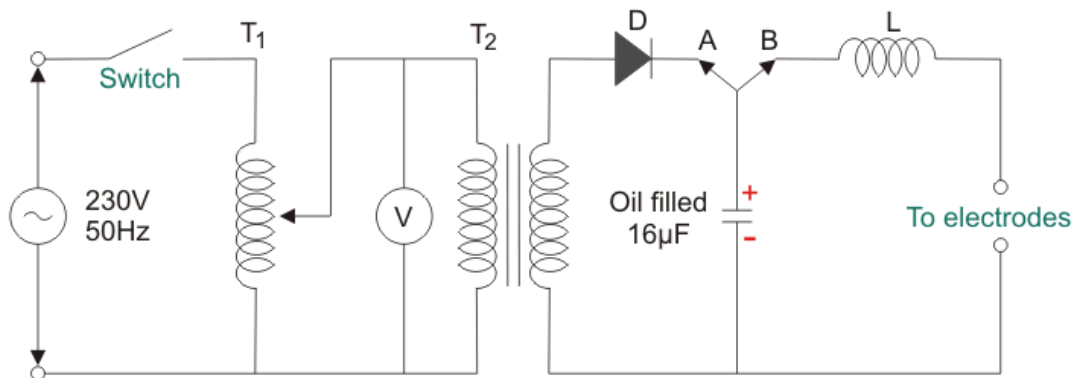 Switch
T1
T2
D
A
B
L
230V
50Hz
V
Oil filled
16µF
+
-
To electrodes